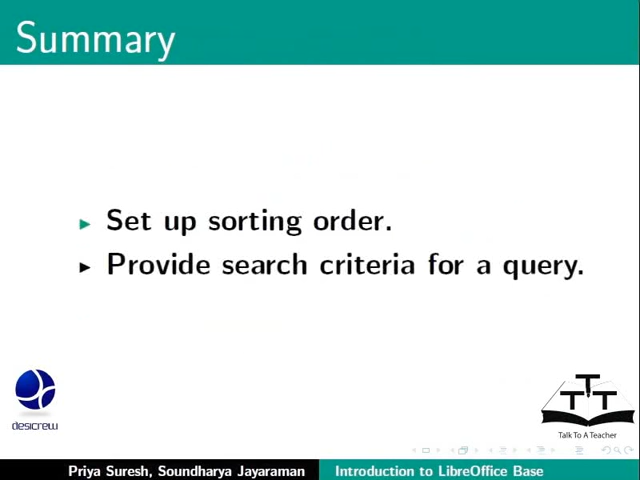 Summary
Set up sorting order.
Provide search criteria for a query.
desicrew
T T T
Talk To A Teacher
Priya Suresh, Soundharya Jayaraman Introduction to LibreOffice Base